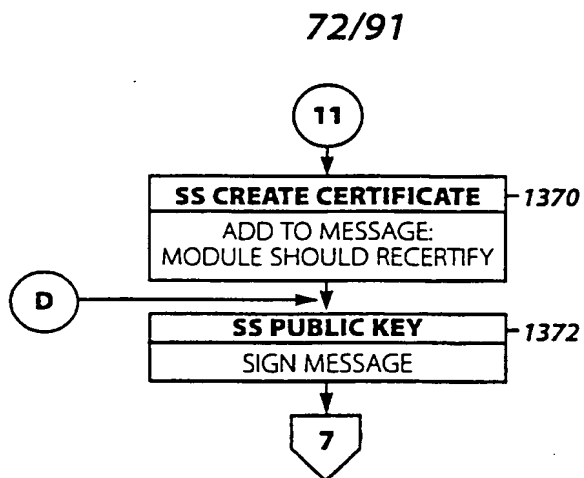 72/91
11
SS CREATE CERTIFICATE
1370
ADD TO MESSAGE:
MODULE SHOULD RECERTIFY
D
SS PUBLIC KEY
1372
SIGN MESSAGE
7